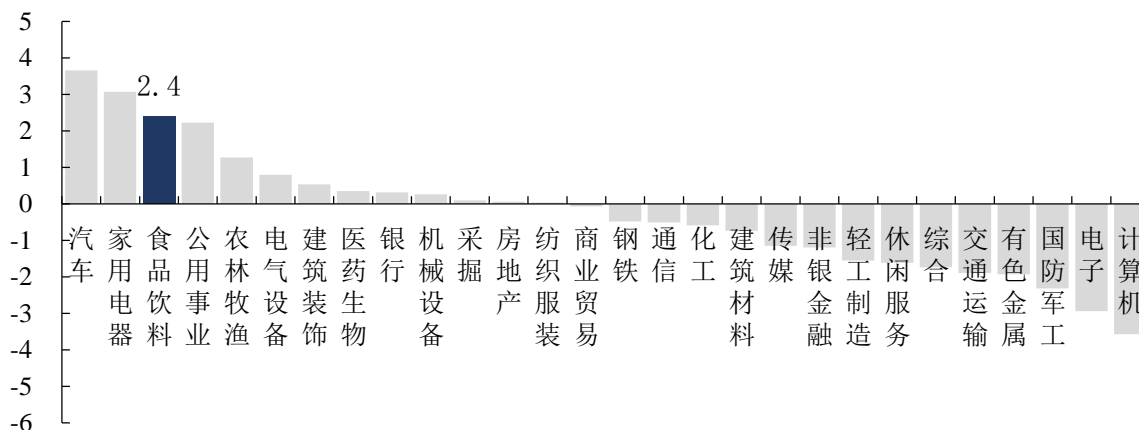 5
4
3
2
1
0
-1
-2
-3
-4
-5
-6
2.4
汽车
家用电器
食品饮料
公用事业
农林牧渔
电气设备
建筑装饰
医药生物
银行
机械设备
采掘
房地产
纺织服装
商业贸易
钢铁
通信
化工
建筑材料
传媒
非银金融
轻工制造
休闲服务
综合
交通运输
有色金属
国防军工
电子
计算机